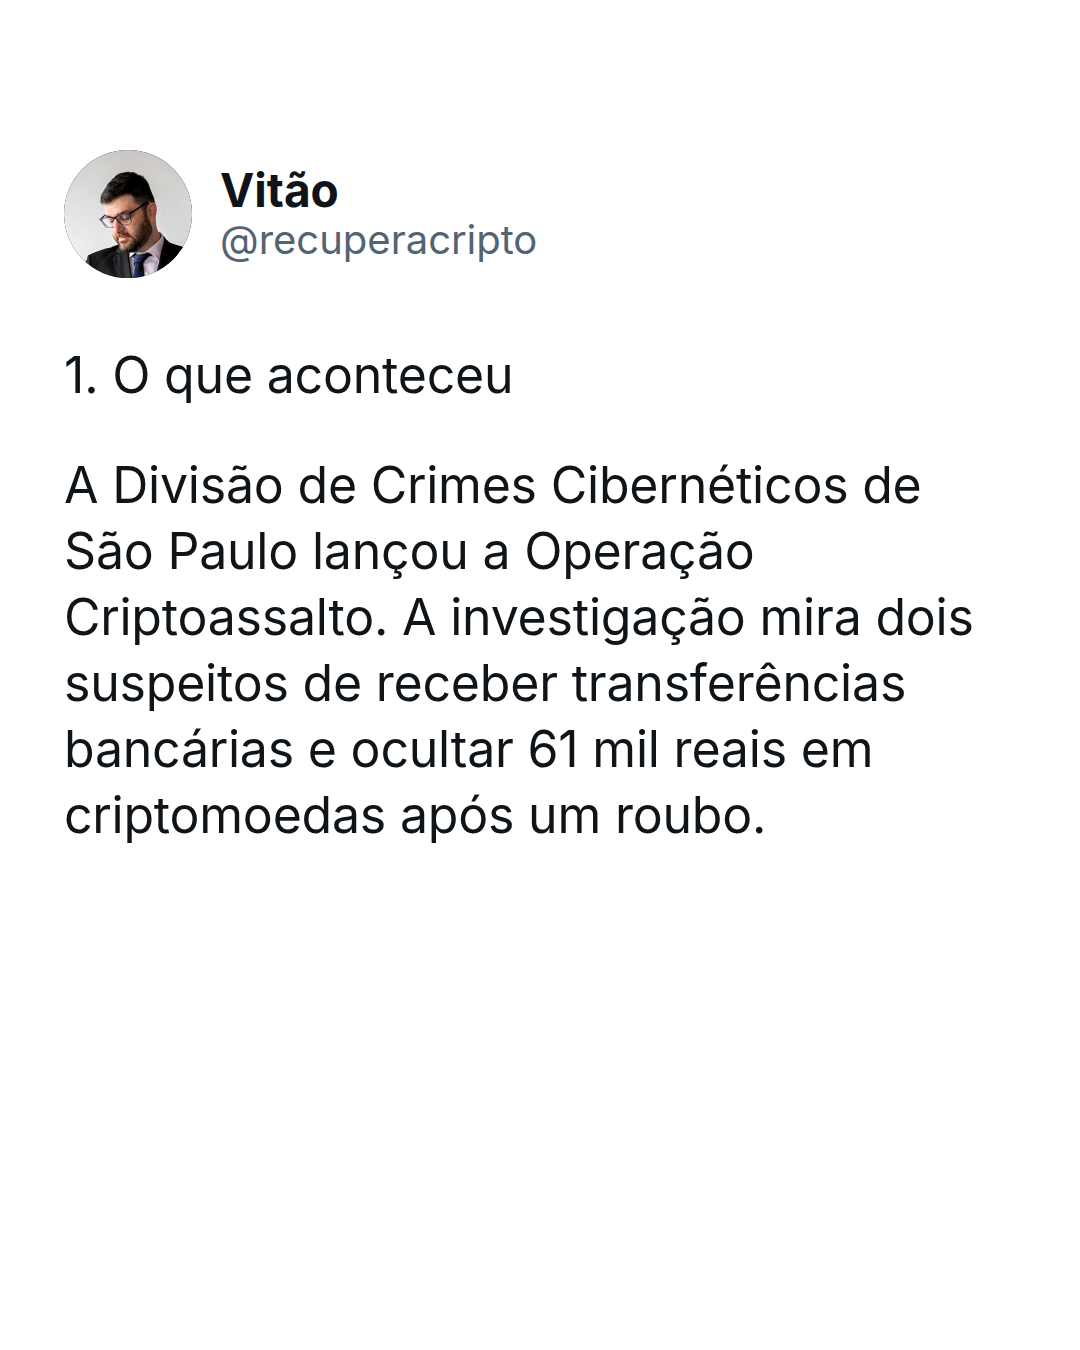 Vitão
@recuperacripto
1. O que aconteceu
A Divisão de Crimes Cibernéticos de
São Paulo lançou a Operação
Criptoassalto. A investigação mira dois
suspeitos de receber transferências
bancárias e ocultar 61 mil reais em
criptomoedas após um roubo.